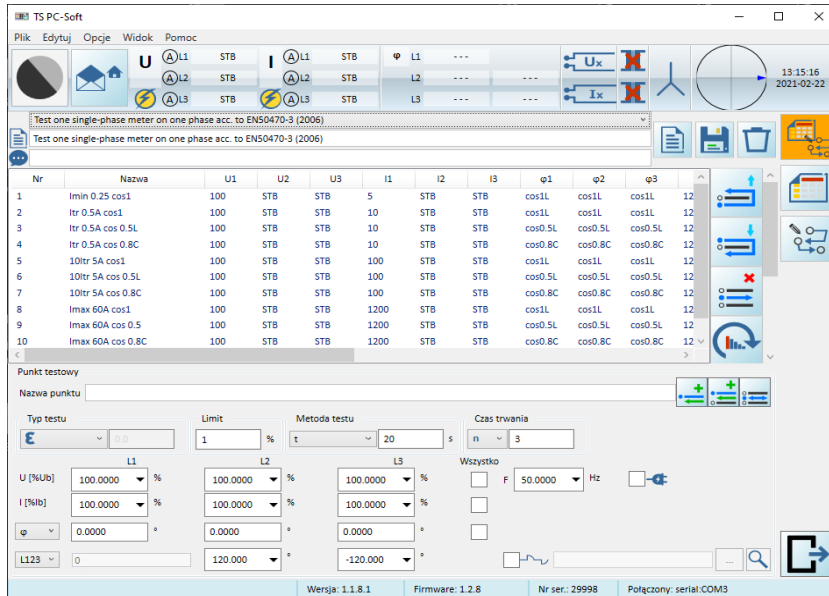 TS PC-Soft
Plik Edytuj Opcje Widok Pomoc
U A L1 STB I A L1 STB φ L1 --- Ux
A L2 STB A L2 STB L2 --- ---
A L3 STB A L3 STB L3 --- --- Ix
13:15:16
2021-02-22
Test one single-phase meter on one phase acc. to EN50470-3 (2006)
Test one single-phase meter on one phase acc. to EN50470-3 (2006)
Nr Nazwa U1 U2 U3 I1 I2 I3 φ1 φ2 φ3
1 Imin 0.25 cos1 100 STB STB 5 STB STB cos1L cos1L cos1L 12
2 Itr 0.5A cos1 100 STB STB 10 STB STB cos1L cos1L cos1L 12
3 Itr 0.5A cos 0.5L 100 STB STB 10 STB STB cos0.5L cos0.5L cos0.5L 12
4 Itr 0.5A cos 0.8C 100 STB STB 10 STB STB cos0.8C cos0.8C cos0.8C 12
5 10Itr 5A cos1 100 STB STB 100 STB STB cos1L cos1L cos1L 12
6 10Itr 5A cos 0.5L 100 STB STB 100 STB STB cos0.5L cos0.5L cos0.5L 12
7 10Itr 5A cos 0.8C 100 STB STB 100 STB STB cos0.8C cos0.8C cos0.8C 12
8 Imax 60A cos1 100 STB STB 1200 STB STB cos1L cos1L cos1L 12
9 Imax 60A cos 0.5 100 STB STB 1200 STB STB cos0.5L cos0.5L cos0.5L 12
10 Imax 60A cos 0.8C 100 STB STB 1200 STB STB cos0.8C cos0.8C cos0.8C 12
Punkt testowy
Nazwa punktu
Typ testu Limit Metoda testu Czas trwania
ε 0.0 1 % t 20 s n 3
L1 L2 L3 Wszystko
U [%Ub] 100.0000 % 100.0000 % 100.0000 % F 50.0000 Hz
I [%Ib] 100.0000 % 100.0000 % 100.0000 %
φ 0.0000 ° 0.0000 ° 0.0000 °
L123 0 120.000 ° -120.000 ° ...
Wersja: 1.1.8.1 Firmware: 1.2.8 Nr ser.: 29998 Połączony: serial:COM3